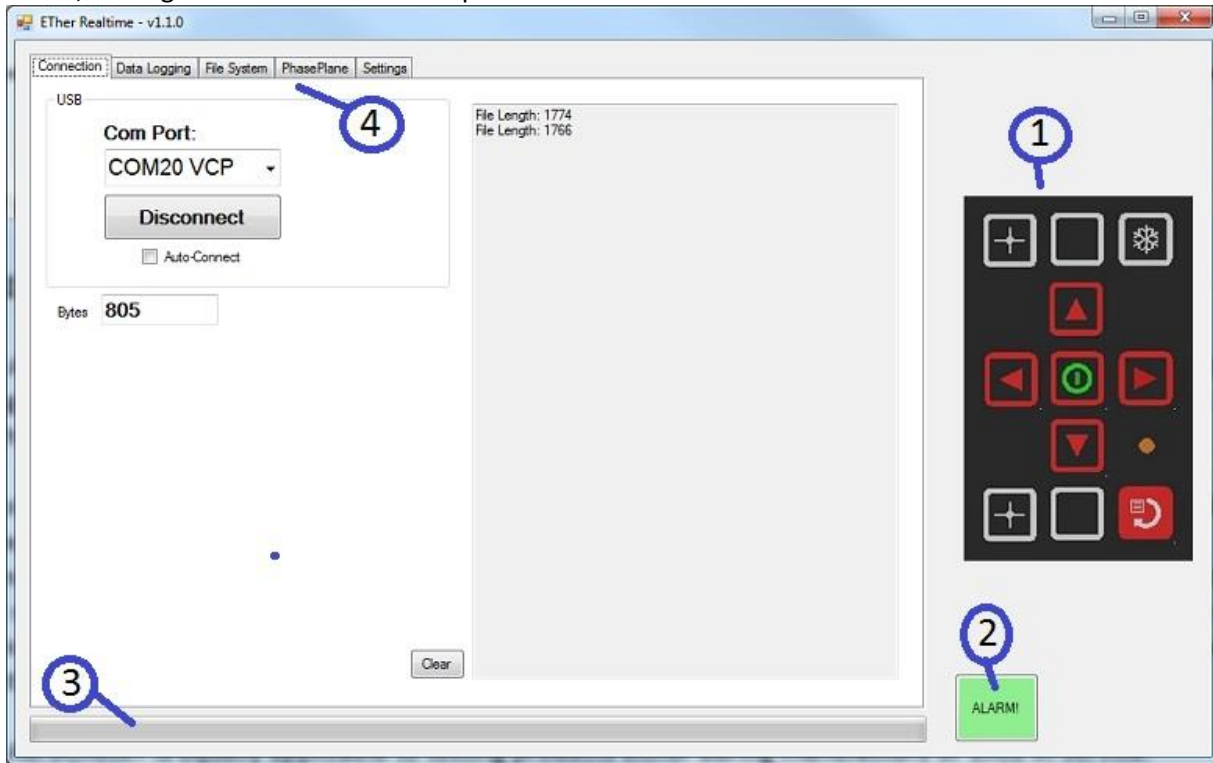 ETher Realtime - v1.1.0
Connection Data Logging File System PhasePlane Settings
USB
Com Port:
COM20 VCP
Disconnect
Auto-Connect
Bytes 805
File Length: 1774
File Length: 1766
Clear
ALARM!
1
2
3
4